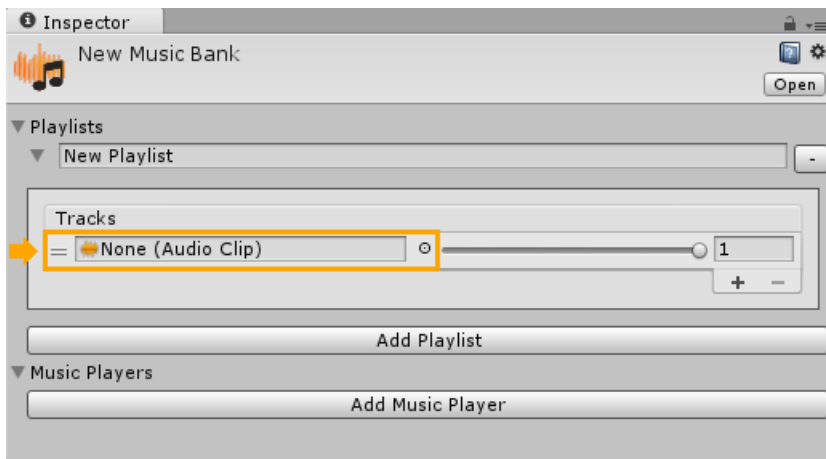 Inspector
New Music Bank
Open
Playlists
New Playlist
-
Tracks
None (Audio Clip)
1
+ -
Add Playlist
Music Players
Add Music Player